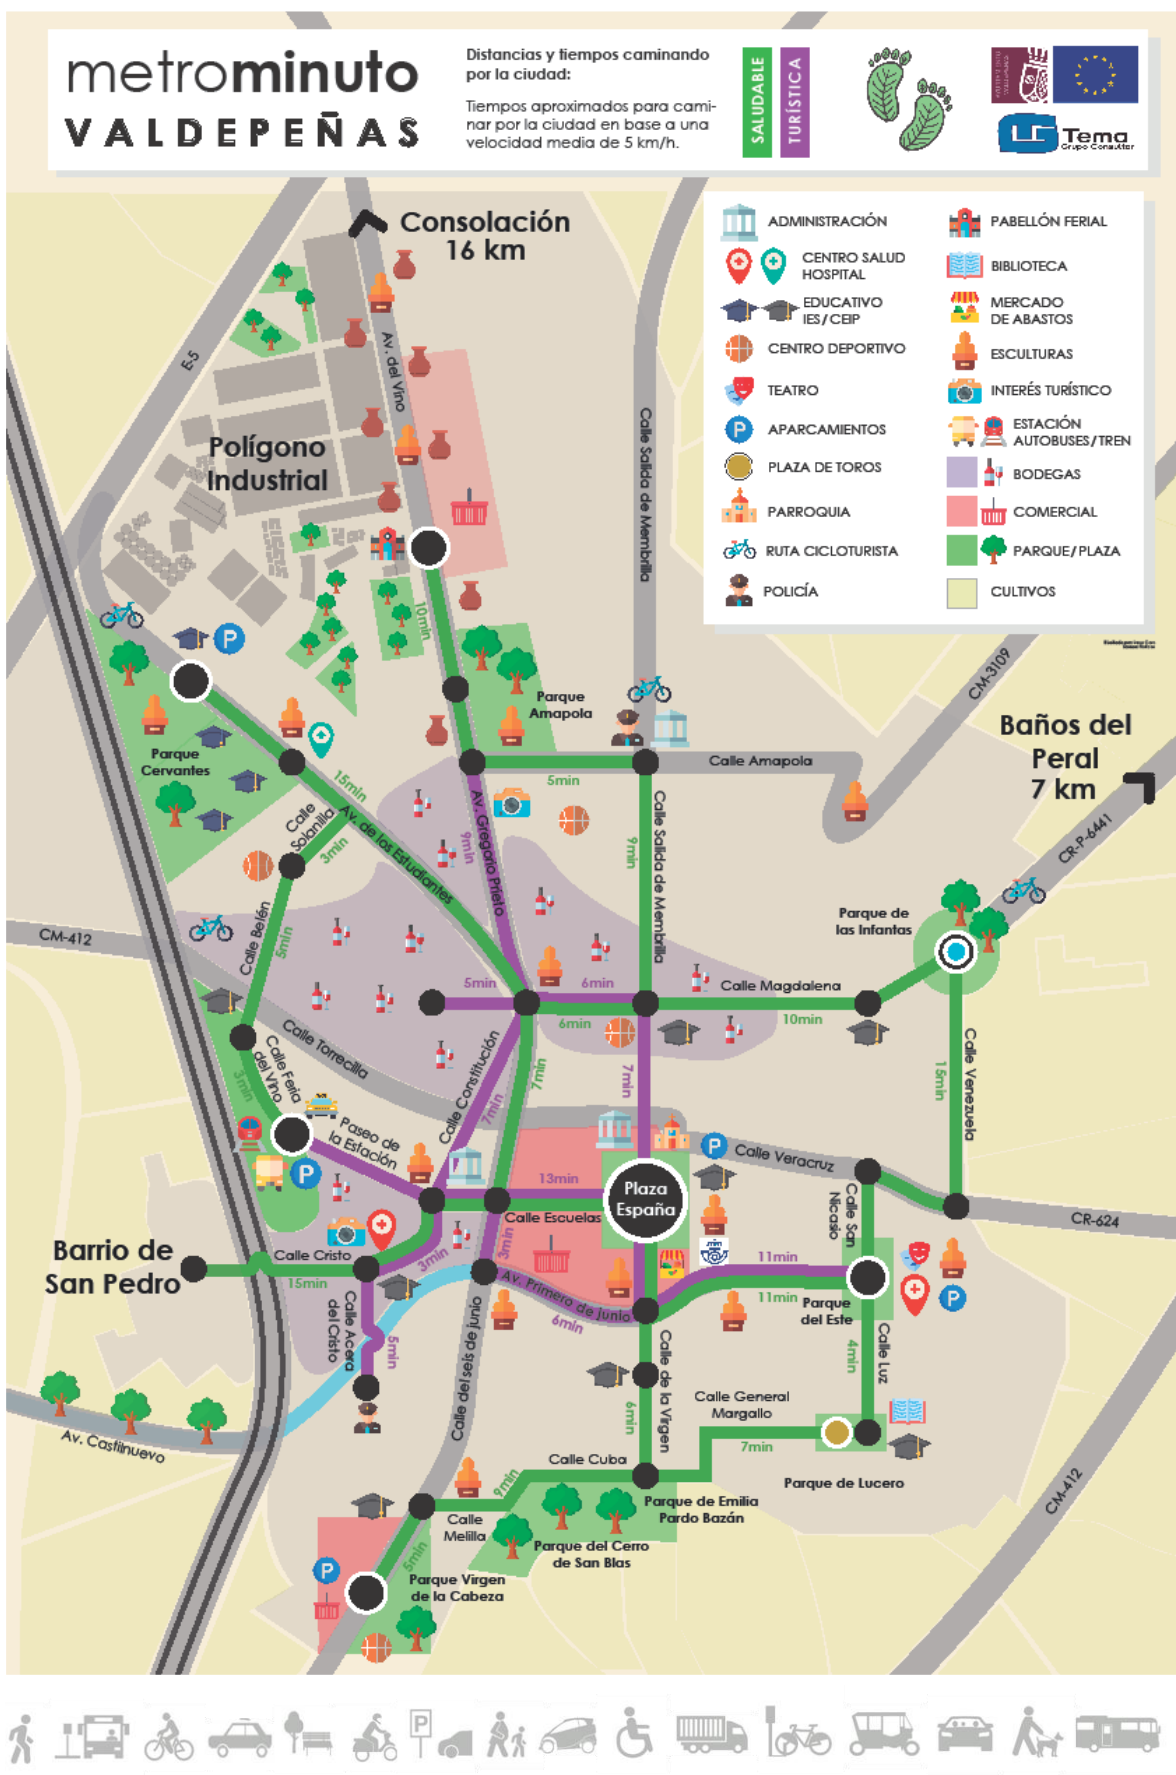 metrominuto
VALDEPEÑAS
Distancias y tiempos caminando
por la ciudad:
Tiempos aproximados para cami-
nar por la ciudad en base a una
velocidad media de 5 km/h.
SALUDABLE
TURÍSTICA
Tema
Grupo Consultor
ADMINISTRACIÓN
CENTRO SALUD
HOSPITAL
EDUCATIVO
IES/CEIP
CENTRO DEPORTIVO
TEATRO
P
APARCAMIENTOS
PLAZA DE TOROS
PARROQUIA
RUTA CICLOTURISTA
POLICÍA
PABELLÓN FERIAL
BIBLIOTECA
MERCADO
DE ABASTOS
ESCULTURAS
INTERÉS TURÍSTICO
ESTACIÓN
AUTOBUSES/TREN
BODEGAS
COMERCIAL
PARQUE/PLAZA
CULTIVOS
Consolación
16 km
E-5
Av. del Vino
Calle Salida de Membrilla
Polígono
Industrial
10min
P
CM-3109
Parque
Amapola
Baños del
Peral
7 km
Parque
Cervantes
15min
5min
Calle Amapola
Calle
Solanilla
3min
Av. de los Estudiantes
Av. Gregorio Prieto
9min
9min
Calle Salida de Membrilla
CR-P-6441
Parque de
las Infantas
CM-412
Calle Belén
5min
5min
6min
Calle Magdalena
6min
10min
Calle Torrecilla
Calle Feria
del Vino
3min
Calle Constitución
7min
7min
7min
15min
Calle Venezuela
Paseo de
la Estación
P
P
Calle Veracruz
13min
Plaza
España
Calle Escuelas
Calle San
Nicasio
CR-624
Barrio de
San Pedro
Calle Cristo
15min
3min
3min
Av. Primero de junio
6min
11min
11min
Parque
del Este
P
Calle Acera
del Cristo
5min
Calle del seis de junio
Calle de la Virgen
6min
4min
Calle Luz
Calle General
Margallo
7min
Av. Castilnuevo
Calle Cuba
9min
Parque de Lucero
CM-412
Calle
Melilla
Parque de Emilia
Pardo Bazán
Parque del Cerro
de San Blas
5min
P
Parque Virgen
de la Cabeza
P